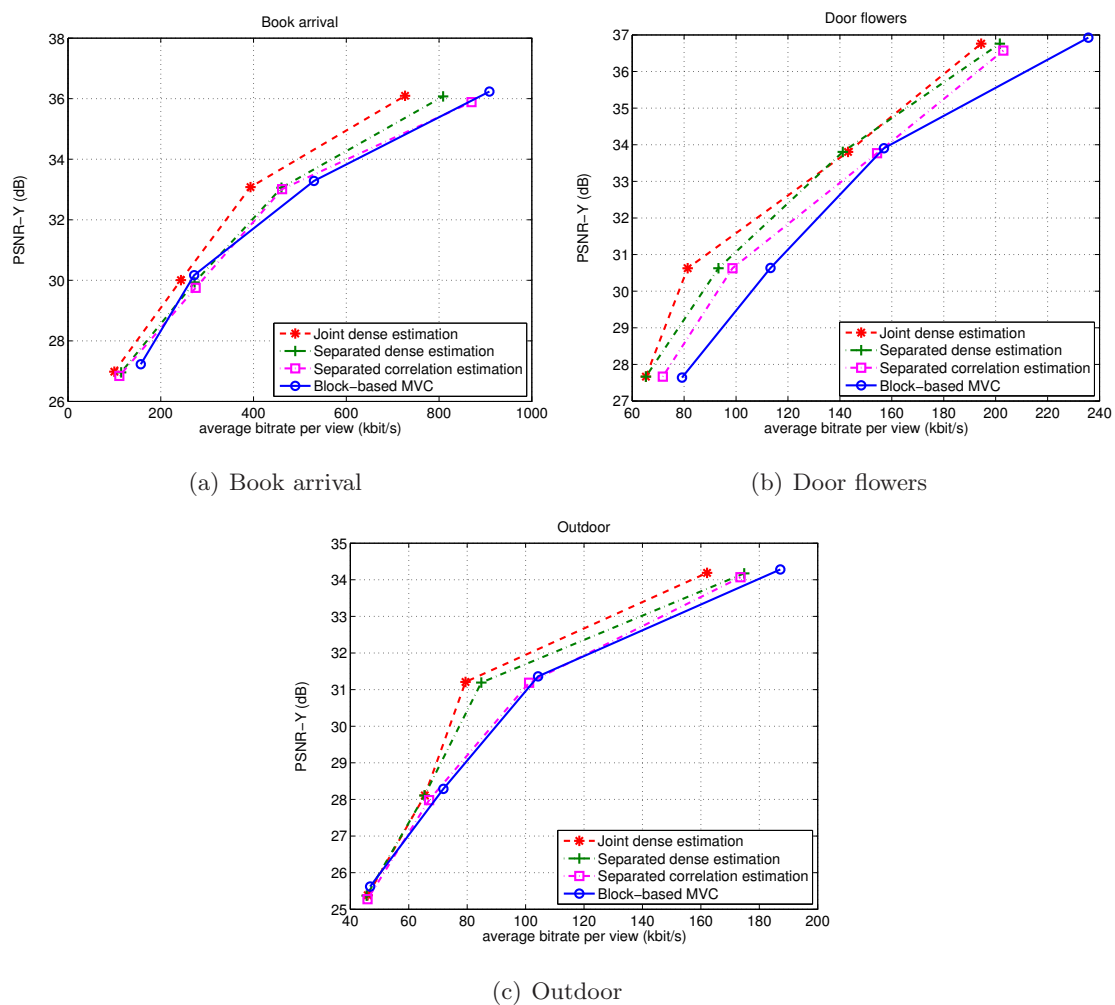 Book arrival
38
36
34
32
30
28
26
PSNR−Y (dB)
0 200 400 600 800 1000
average bitrate per view (kbit/s)
Joint dense estimation
Separated dense estimation
Separated correlation estimation
Block−based MVC
(a) Book arrival
Door flowers
37
36
35
34
33
32
31
30
29
28
27
PSNR−Y (dB)
60 80 100 120 140 160 180 200 220 240
average bitrate per view (kbit/s)
Joint dense estimation
Separated dense estimation
Separated correlation estimation
Block−based MVC
(b) Door flowers
Outdoor
35
34
33
32
31
30
29
28
27
26
25
PSNR−Y (dB)
40 60 80 100 120 140 160 180 200
average bitrate per view (kbit/s)
Joint dense estimation
Separated dense estimation
Separated correlation estimation
Block−based MVC
(c) Outdoor